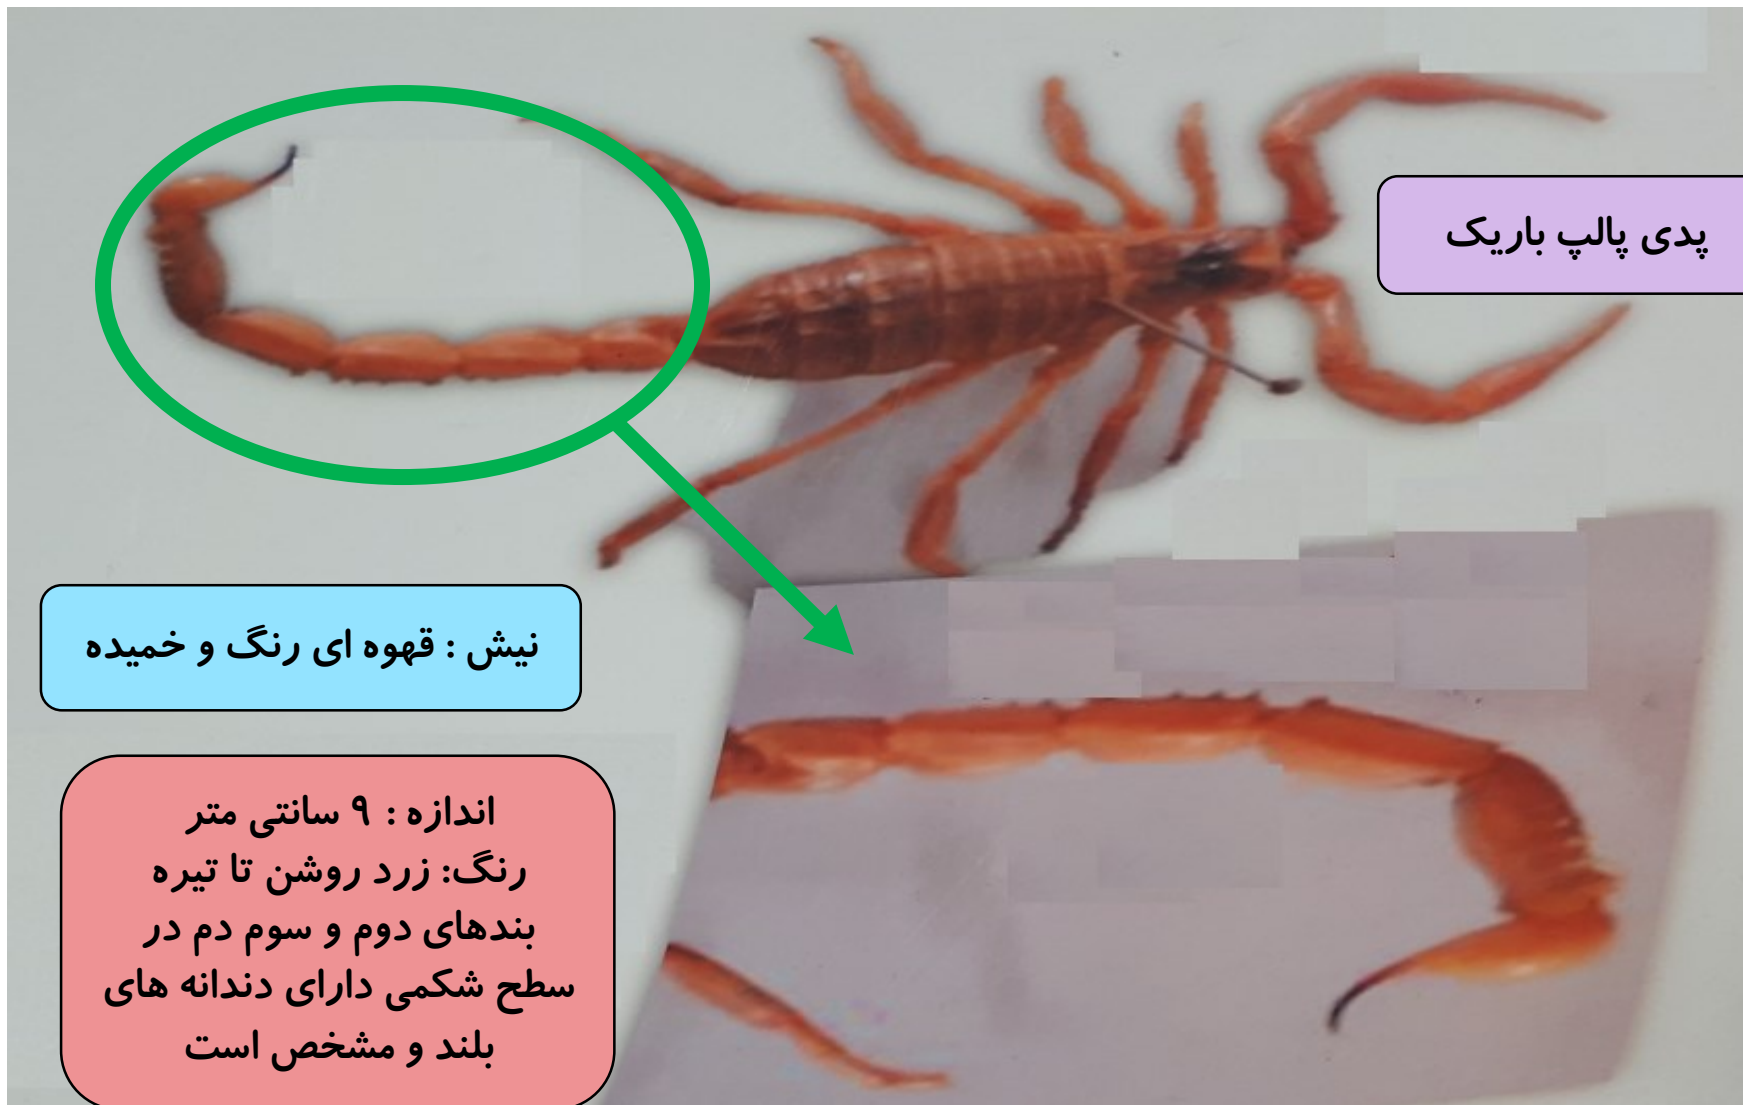 پدی پالپ باریک
نیش : قهوه ای رنگ و خمیده
اندازه : ۹ سانتی متر
رنگ: زرد روشن تا تیره
بندهای دوم و سوم دم در
سطح شکمی دارای دندانه های
بلند و مشخص است